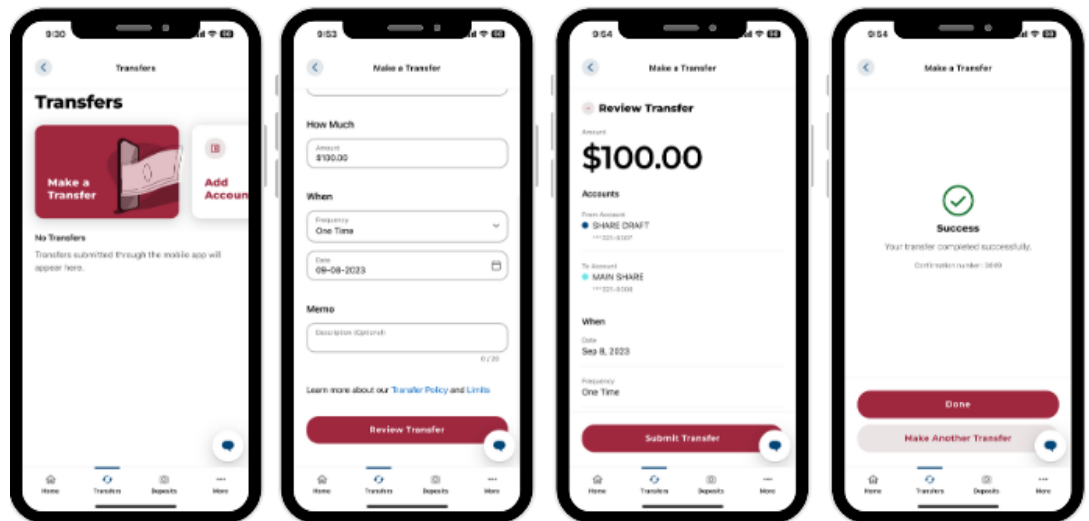 9:30
Transfers
Transfers
Make a
Transfer
Add
Accoun
No Transfers
Transfers submitted through the mobile app will
appear here.
Home
Transfers
Deposits
More
9:53
Make a Transfer
How Much
Amount
$100.00
When
Frequency
One Time
Date
09-08-2023
Memo
Description (Optional)
0/20
Learn more about our Transfer Policy and Limits
Review Transfer
Home
Transfers
Deposits
More
9:54
Make a Transfer
Review Transfer
Amount
$100.00
Accounts
From Account
SHARE DRAFT
To Account
MAIN SHARE
When
Date
Sep 8, 2023
Frequency
One Time
Submit Transfer
Home
Transfers
Deposits
More
9:54
Make a Transfer
Success
Your transfer completed successfully.
Confirmation number:
Done
Make Another Transfer
Home
Transfers
Deposits
More